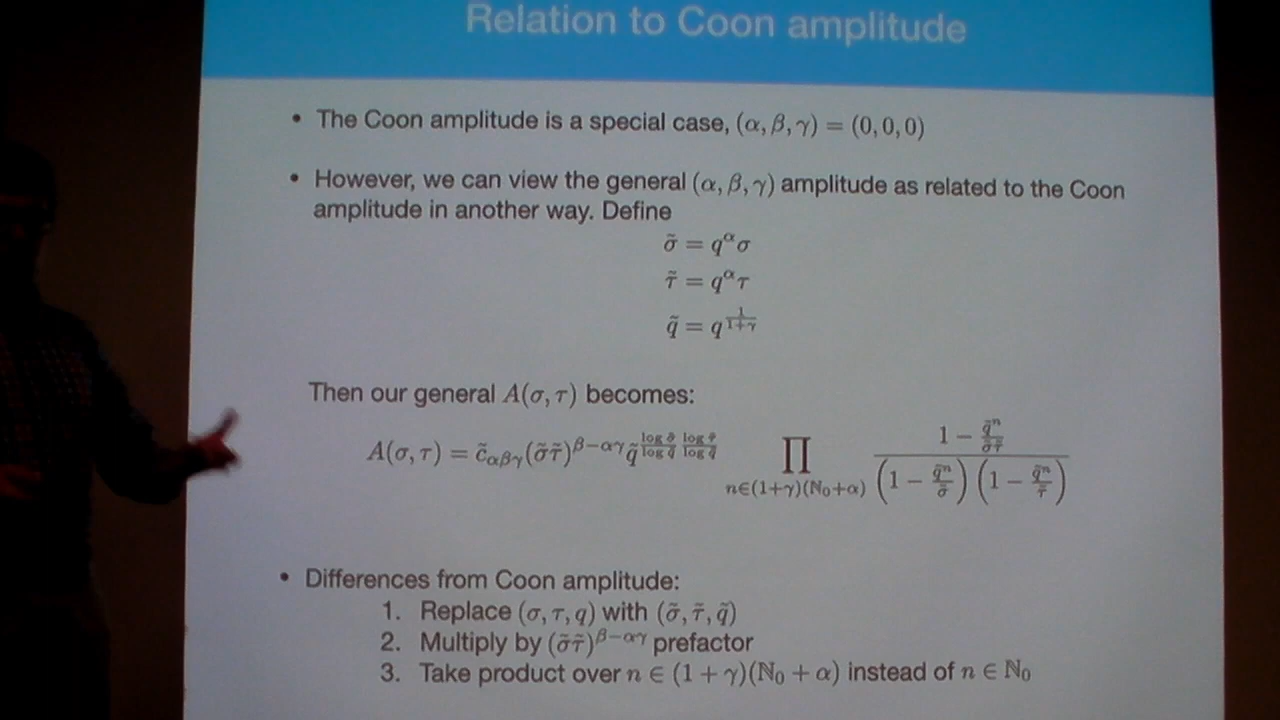 Relation to Coon amplitude
• The Coon amplitude is a special case, (α, β, γ) = (0, 0, 0)
• However, we can view the general (α, β, γ) amplitude as related to the Coon
amplitude in another way. Define
σ̃ = q^α σ
τ̃ = q^α τ
q̃ = q^{1/(1+γ)}
Then our general A(σ, τ) becomes:
A(σ, τ) = c̃_{αβγ}(σ̃τ̃)^{β−αγ} q̃^{(log σ̃/log q̃)(log τ̃/log q̃)} ∏_{n∈(1+γ)(ℕ₀+α)} (1 − q̃ⁿ/(σ̃τ̃)) / ((1 − q̃ⁿ/σ̃)(1 − q̃ⁿ/τ̃))
• Differences from Coon amplitude:
1. Replace (σ, τ, q) with (σ̃, τ̃, q̃)
2. Multiply by (σ̃τ̃)^{β−αγ} prefactor
3. Take product over n ∈ (1 + γ)(ℕ₀ + α) instead of n ∈ ℕ₀